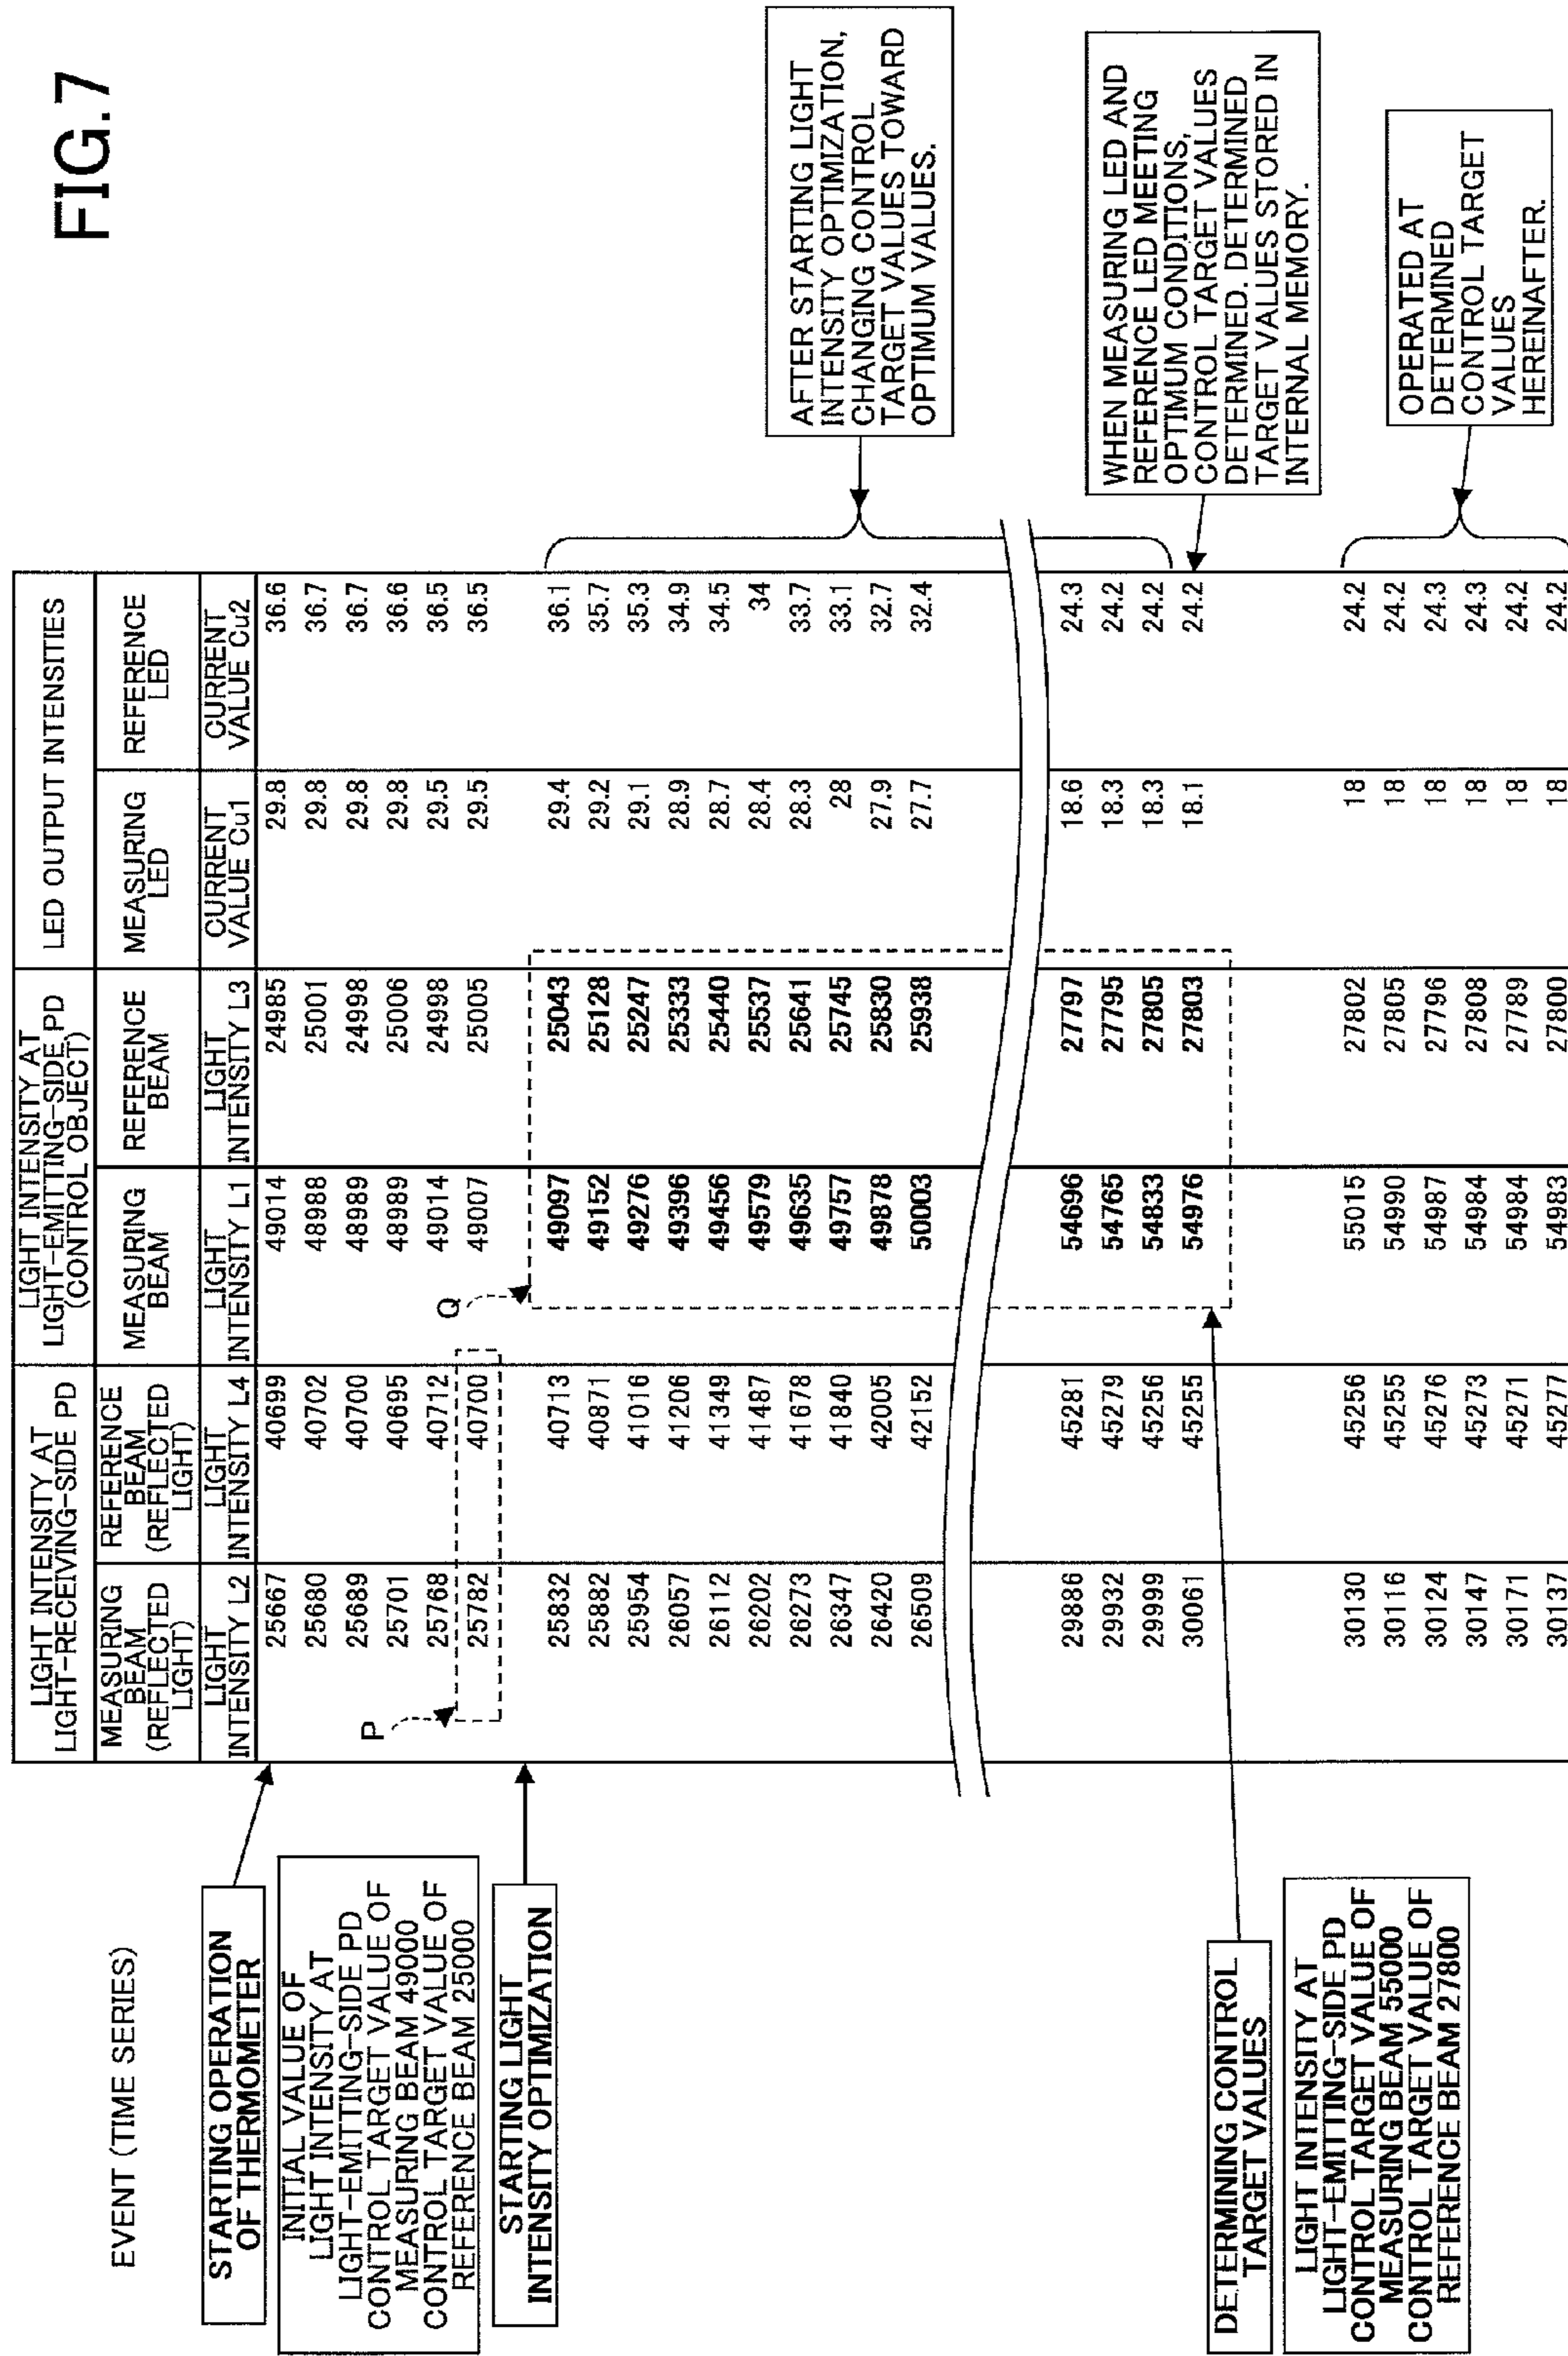 FIG.7
EVENT (TIME SERIES)
STARTING OPERATION
OF THERMOMETER
INITIAL VALUE OF
LIGHT INTENSITY AT
LIGHT-EMITTING-SIDE PD
CONTROL TARGET VALUE OF
MEASURING BEAM 49000
CONTROL TARGET VALUE OF
REFERENCE BEAM 25000
STARTING LIGHT
INTENSITY OPTIMIZATION
DETERMINING CONTROL
TARGET VALUES
LIGHT INTENSITY AT
LIGHT-EMITTING-SIDE PD
CONTROL TARGET VALUE OF
MEASURING BEAM 55000
CONTROL TARGET VALUE OF
REFERENCE BEAM 27800
LIGHT INTENSITY AT
LIGHT-RECEIVING-SIDE PD
LIGHT INTENSITY AT
LIGHT-EMITTING-SIDE PD
(CONTROL OBJECT)
LED OUTPUT INTENSITIES
MEASURING
BEAM
(REFLECTED
LIGHT)
REFERENCE
BEAM
(REFLECTED
LIGHT)
MEASURING
BEAM
REFERENCE
BEAM
MEASURING
LED
REFERENCE
LED
LIGHT
INTENSITY L2
LIGHT
INTENSITY L4
LIGHT
INTENSITY L1
LIGHT
INTENSITY L3
CURRENT
VALUE Cu1
CURRENT
VALUE Cu2
25667 40699 49014 24985 29.8 36.6
25680 40702 48988 25001 29.8 36.7
25689 40700 48989 24998 29.8 36.7
25701 40695 48989 25006 29.8 36.6
25768 40712 49014 24998 29.5 36.5
25782 40700 49007 25005 29.5 36.5
P
Q
25832 40713 49097 25043 29.4 36.1
25882 40871 49152 25128 29.2 35.7
25954 41016 49276 25247 29.1 35.3
26057 41206 49396 25333 28.9 34.9
26112 41349 49456 25440 28.7 34.5
26202 41487 49579 25537 28.4 34
26273 41678 49635 25641 28.3 33.7
26347 41840 49757 25745 28 33.1
26420 42005 49878 25830 27.9 32.7
26509 42152 50003 25938 27.7 32.4
29886 45281 54696 27797 18.6 24.3
29932 45279 54765 27795 18.3 24.2
29999 45256 54833 27805 18.3 24.2
30061 45255 54976 27803 18.1 24.2
30130 45256 55015 27802 18 24.2
30116 45255 54990 27805 18 24.2
30124 45276 54987 27796 18 24.3
30147 45273 54984 27808 18 24.3
30171 45271 54984 27789 18 24.2
30137 45277 54983 27800 18 24.2
AFTER STARTING LIGHT
INTENSITY OPTIMIZATION,
CHANGING CONTROL
TARGET VALUES TOWARD
OPTIMUM VALUES.
WHEN MEASURING LED AND
REFERENCE LED MEETING
OPTIMUM CONDITIONS,
CONTROL TARGET VALUES
DETERMINED. DETERMINED
TARGET VALUES STORED IN
INTERNAL MEMORY.
OPERATED AT
DETERMINED
CONTROL TARGET
VALUES
HEREINAFTER.